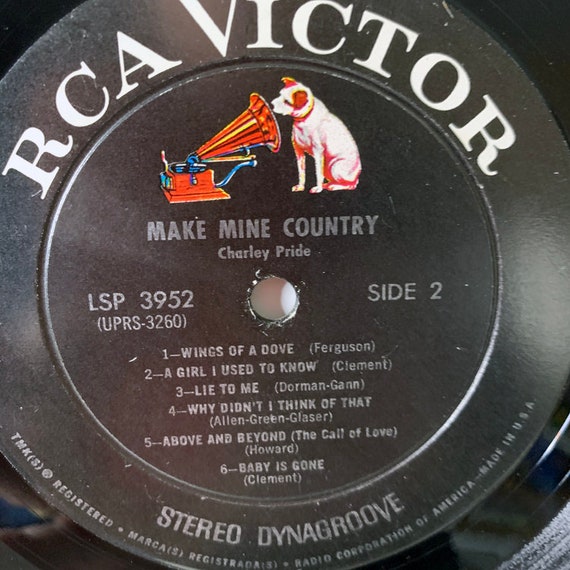 RCA VICTOR
MAKE MINE COUNTRY
Charley Pride
LSP 3952
(UPRS-3260)
SIDE 2
1—WINGS OF A DOVE (Ferguson)
2—A GIRL I USED TO KNOW (Clement)
3—LIE TO ME (Dorman-Gann)
4—WHY DIDN'T I THINK OF THAT
(Allen-Green-Glaser)
5—ABOVE AND BEYOND (The Call of Love)
(Howard)
6—BABY IS GONE
(Clement)
STEREO DYNAGROOVE
TMK(S) ® REGISTERED • MARCA(S) REGISTRADA(S) • RADIO CORPORATION OF AMERICA—MADE IN U.S.A.